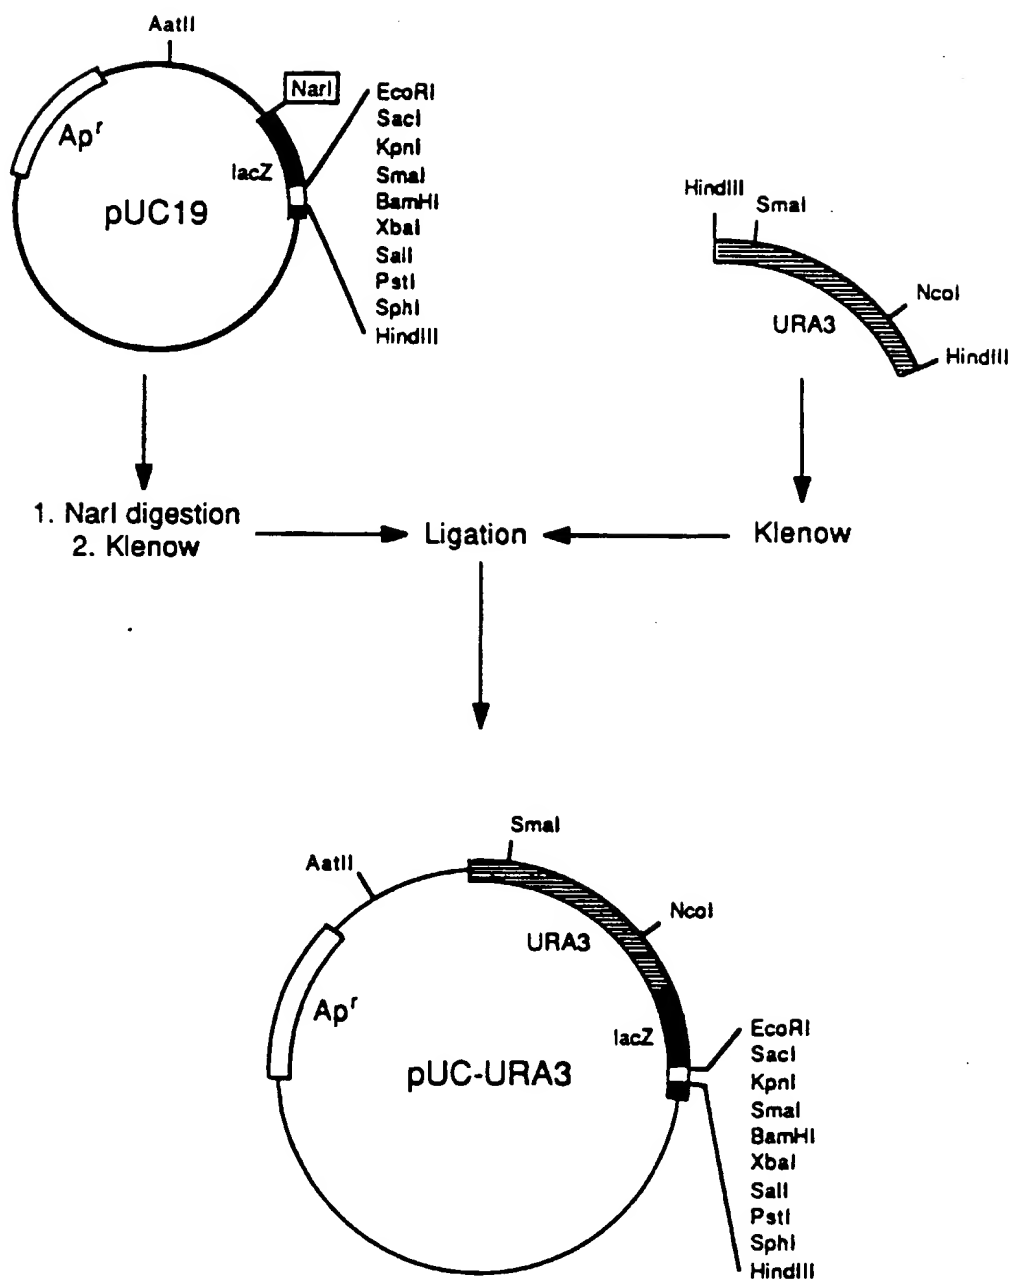 AatII
NarI
EcoRI
SacI
KpnI
SmaI
BamHI
XbaI
SalI
PstI
SphI
HindIII
Apʳ
lacZ
pUC19
HindIII
SmaI
NcoI
URA3
HindIII
1. NarI digestion
2. Klenow
Ligation
Klenow
SmaI
AatII
NcoI
URA3
Apʳ
lacZ
pUC-URA3
EcoRI
SacI
KpnI
SmaI
BamHI
XbaI
SalI
PstI
SphI
HindIII